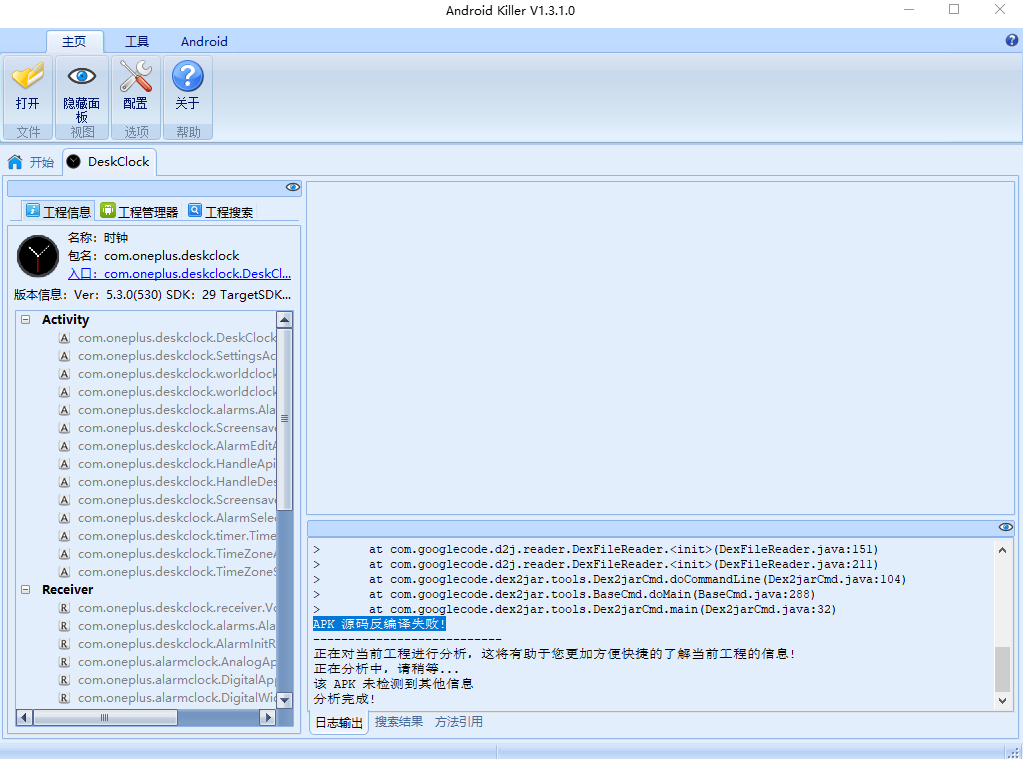 Android Killer V1.3.1.0
主页 工具 Android
打开 隐藏面板 配置 关于
文件 视图 选项 帮助
开始 DeskClock
工程信息 工程管理器 工程搜索
名称: 时钟
包名: com.oneplus.deskclock
入口: com.oneplus.deskclock.DeskCl...
版本信息: Ver: 5.3.0(530) SDK: 29 TargetSDK...
Activity
com.oneplus.deskclock.DeskClock
com.oneplus.deskclock.SettingsAc
com.oneplus.deskclock.worldclock
com.oneplus.deskclock.worldclock
com.oneplus.deskclock.alarms.Ala
com.oneplus.deskclock.Screensav
com.oneplus.deskclock.AlarmEditA
com.oneplus.deskclock.HandleApi
com.oneplus.deskclock.HandleDes
com.oneplus.deskclock.Screensav
com.oneplus.deskclock.AlarmSele
com.oneplus.deskclock.timer.Time
com.oneplus.deskclock.TimeZoneA
com.oneplus.deskclock.TimeZoneS
Receiver
com.oneplus.deskclock.receiver.Vo
com.oneplus.deskclock.alarms.Ala
com.oneplus.deskclock.AlarmInitR
com.oneplus.alarmclock.AnalogAp
com.oneplus.alarmclock.DigitalApp
com.oneplus.alarmclock.DigitalWi
> at com.googlecode.d2j.reader.DexFileReader.<init>(DexFileReader.java:151)
> at com.googlecode.d2j.reader.DexFileReader.<init>(DexFileReader.java:211)
> at com.googlecode.dex2jar.tools.Dex2jarCmd.doCommandLine(Dex2jarCmd.java:104)
> at com.googlecode.dex2jar.tools.BaseCmd.doMain(BaseCmd.java:288)
> at com.googlecode.dex2jar.tools.Dex2jarCmd.main(Dex2jarCmd.java:32)
APK 源码反编译失败!
---------------------------
正在对当前工程进行分析，这将有助于您更加方便快捷的了解当前工程的信息!
正在分析中，请稍等...
该 APK 未检测到其他信息
分析完成!
日志输出 搜索结果 方法引用